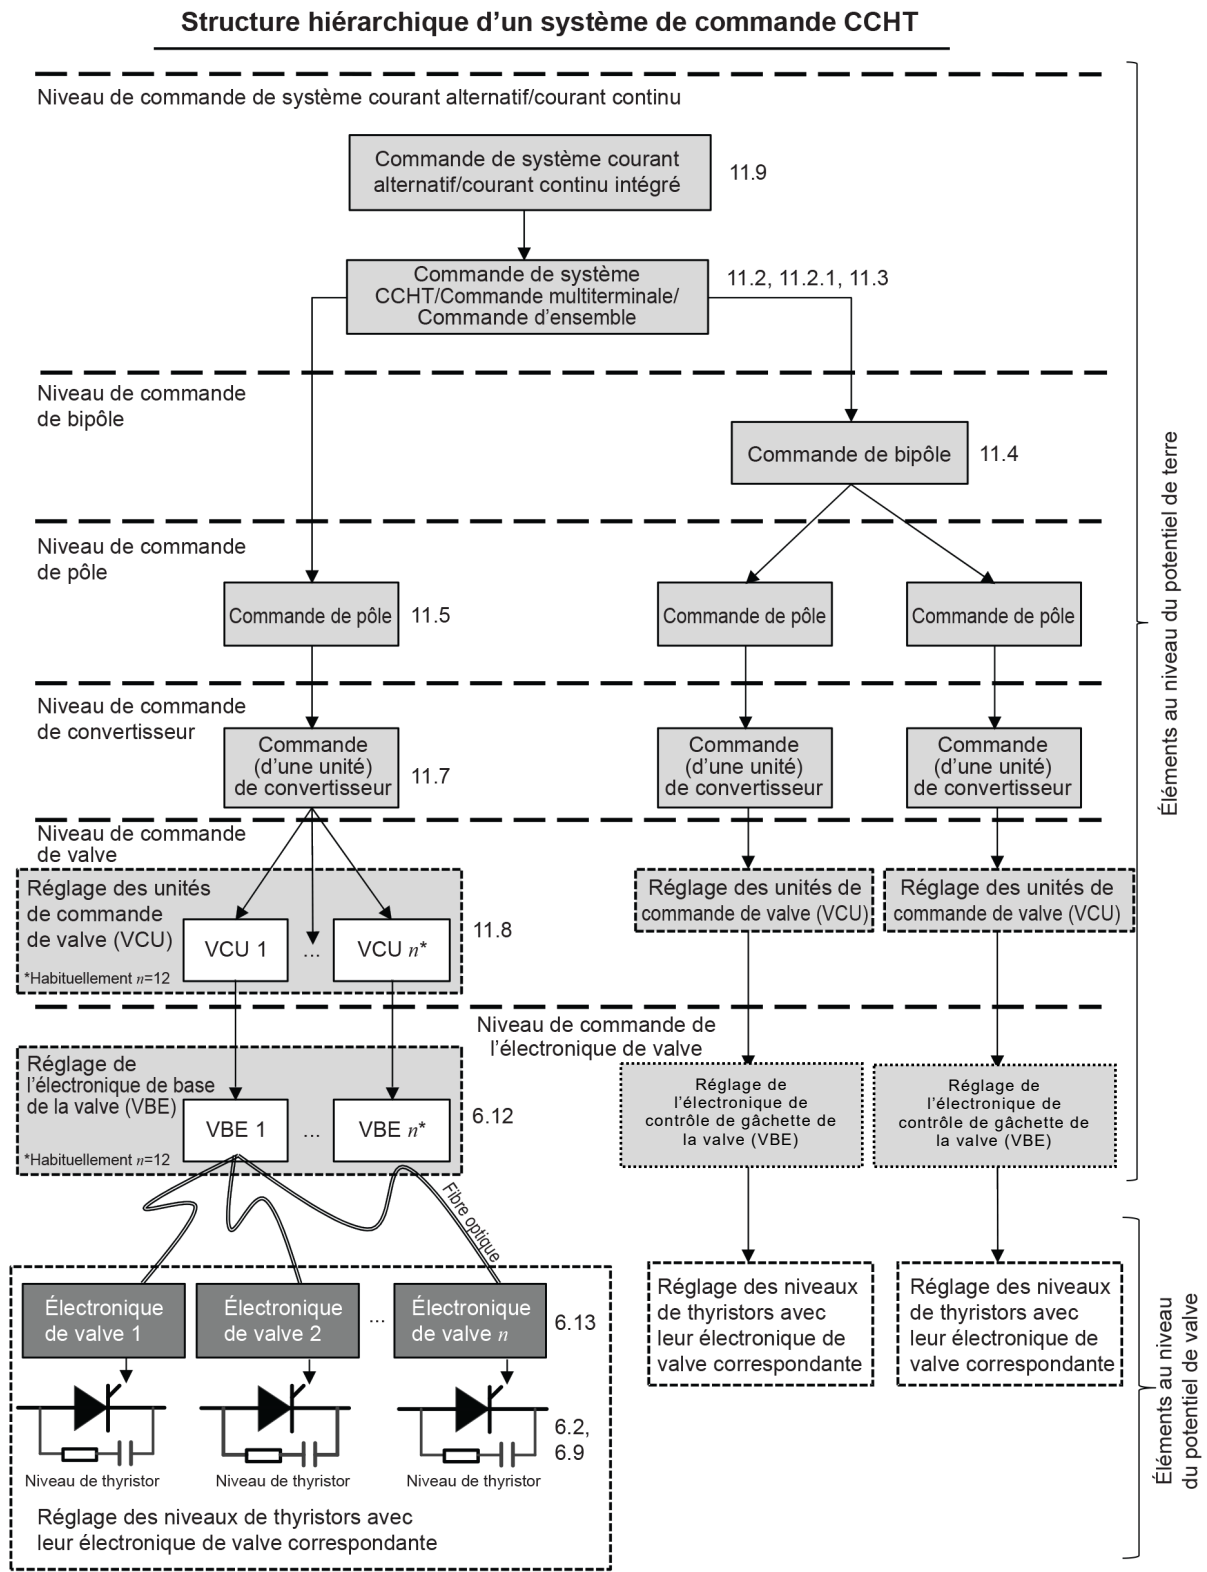 Structure hiérarchique d’un système de commande CCHT
Niveau de commande de système courant alternatif/courant continu
Commande de système courant
alternatif/courant continu intégré
11.9
Commande de système
CCHT/Commande multiterminale/
Commande d’ensemble
11.2, 11.2.1, 11.3
Niveau de commande
de bipôle
Commande de bipôle
11.4
Niveau de commande
de pôle
Commande de pôle
11.5
Commande de pôle
Commande de pôle
Niveau de commande
de convertisseur
Commande
(d’une unité)
de convertisseur
11.7
Commande
(d’une unité)
de convertisseur
Commande
(d’une unité)
de convertisseur
Niveau de commande
de valve
Réglage des unités
de commande
de valve (VCU)
*Habituellement n=12
VCU 1
...
VCU n*
11.8
Réglage des unités de
commande de valve (VCU)
Réglage des unités de
commande de valve (VCU)
Niveau de commande de
l’électronique de valve
Réglage de
l’électronique de base
de la valve (VBE)
*Habituellement n=12
VBE 1
...
VBE n*
6.12
Réglage de
l’électronique de
contrôle de gâchette de
la valve (VBE)
Réglage de
l’électronique de
contrôle de gâchette de
la valve (VBE)
Fibre optique
Électronique
de valve 1
Électronique
de valve 2
...
Électronique
de valve n
6.13
6.2,
6.9
Niveau de thyristor
Niveau de thyristor
Niveau de thyristor
Réglage des niveaux de thyristors avec
leur électronique de valve correspondante
Réglage des niveaux
de thyristors avec
leur électronique de
valve correspondante
Réglage des niveaux
de thyristors avec
leur électronique de
valve correspondante
Éléments au niveau du potentiel de terre
Éléments au niveau
du potentiel de valve